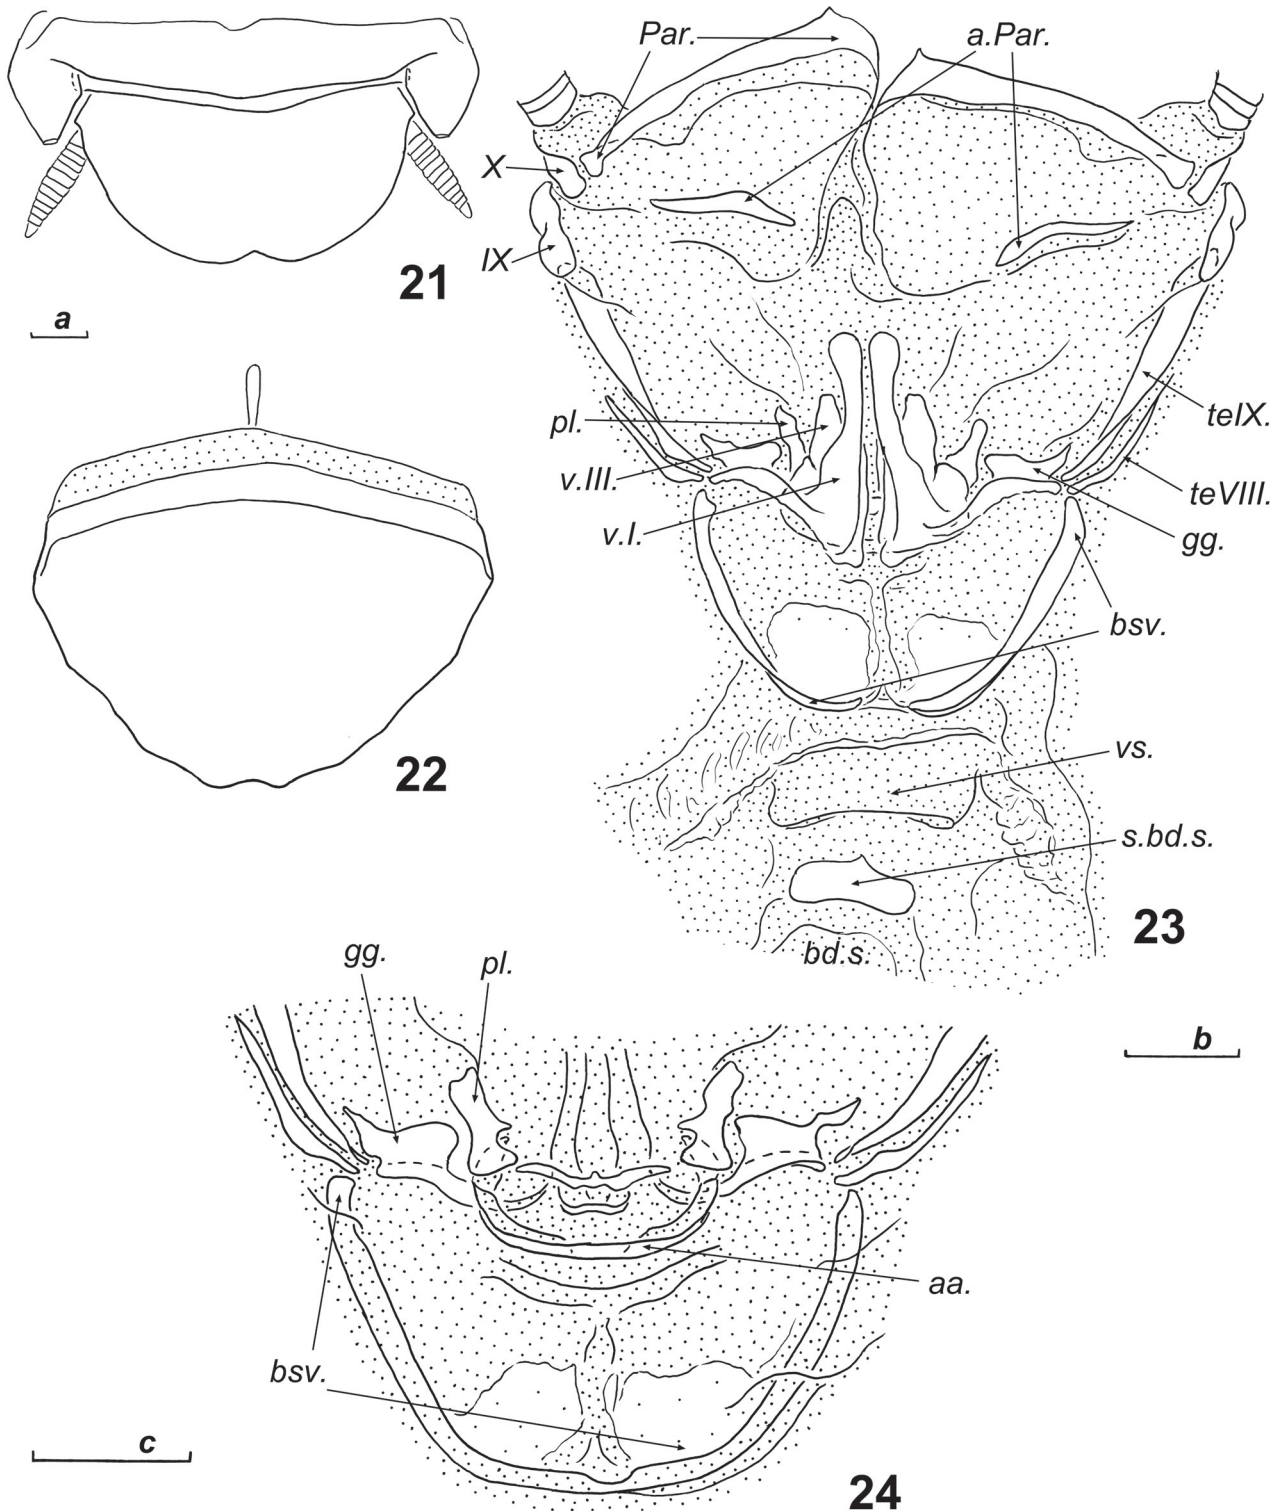 Par.
a.Par.
X
IX
21
a
pl.
v.III.
v.I.
teIX.
teVIII.
gg.
bsv.
22
vs.
s.bd.s.
bd.s.
23
b
gg.
pl.
aa.
bsv.
c
24